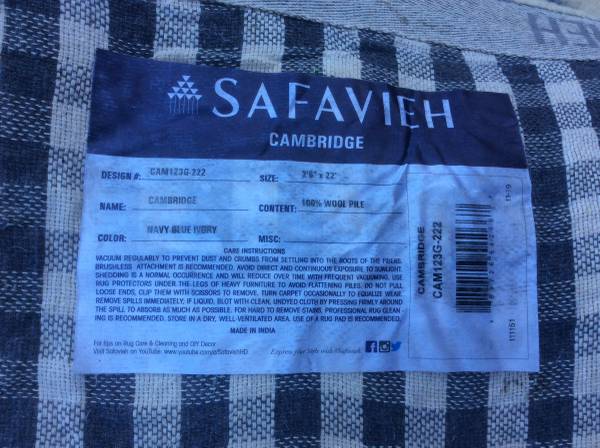 SAFAVIEH
CAMBRIDGE
DESIGN #: CAM123G-222 SIZE: 2'6" x 22'
NAME: CAMBRIDGE CONTENT: 100% WOOL PILE
COLOR: NAVY BLUE IVORY MISC:
CARE INSTRUCTIONS
VACUUM REGULARLY TO PREVENT DUST AND CRUMBS FROM SETTLING INTO THE ROOTS OF THE FIBERS.
BRUSHLESS ATTACHMENT IS RECOMMENDED. AVOID DIRECT AND CONTINUOUS EXPOSURE TO SUNLIGHT.
SHEDDING IS A NORMAL OCCURRENCE AND WILL REDUCE OVER TIME WITH FREQUENT VACUUMING. USE
RUG PROTECTORS UNDER THE LEGS OF HEAVY FURNITURE TO AVOID FLATTENING PILES. DO NOT PULL
LOOSE ENDS, CLIP THEM WITH SCISSORS TO REMOVE. TURN CARPET OCCASIONALLY TO EQUALIZE WEAR.
REMOVE SPILLS IMMEDIATELY; IF LIQUID, BLOT WITH CLEAN, UNDYED CLOTH BY PRESSING FIRMLY AROUND
THE SPILL TO ABSORB AS MUCH AS POSSIBLE. FOR HARD TO REMOVE STAINS, PROFESSIONAL RUG CLEAN-
ING IS RECOMMENDED. STORE IN A DRY, WELL-VENTILATED AREA. USE OF A RUG PAD IS RECOMMENDED.
MADE IN INDIA
For tips on Rug Care & Cleaning and DIY Decor
Visit Safavieh on YouTube: www.youtube.com/SafaviehHD
Express your Style with Safavieh
CAMBRIDGE
CAM123G-222
11-19
111151